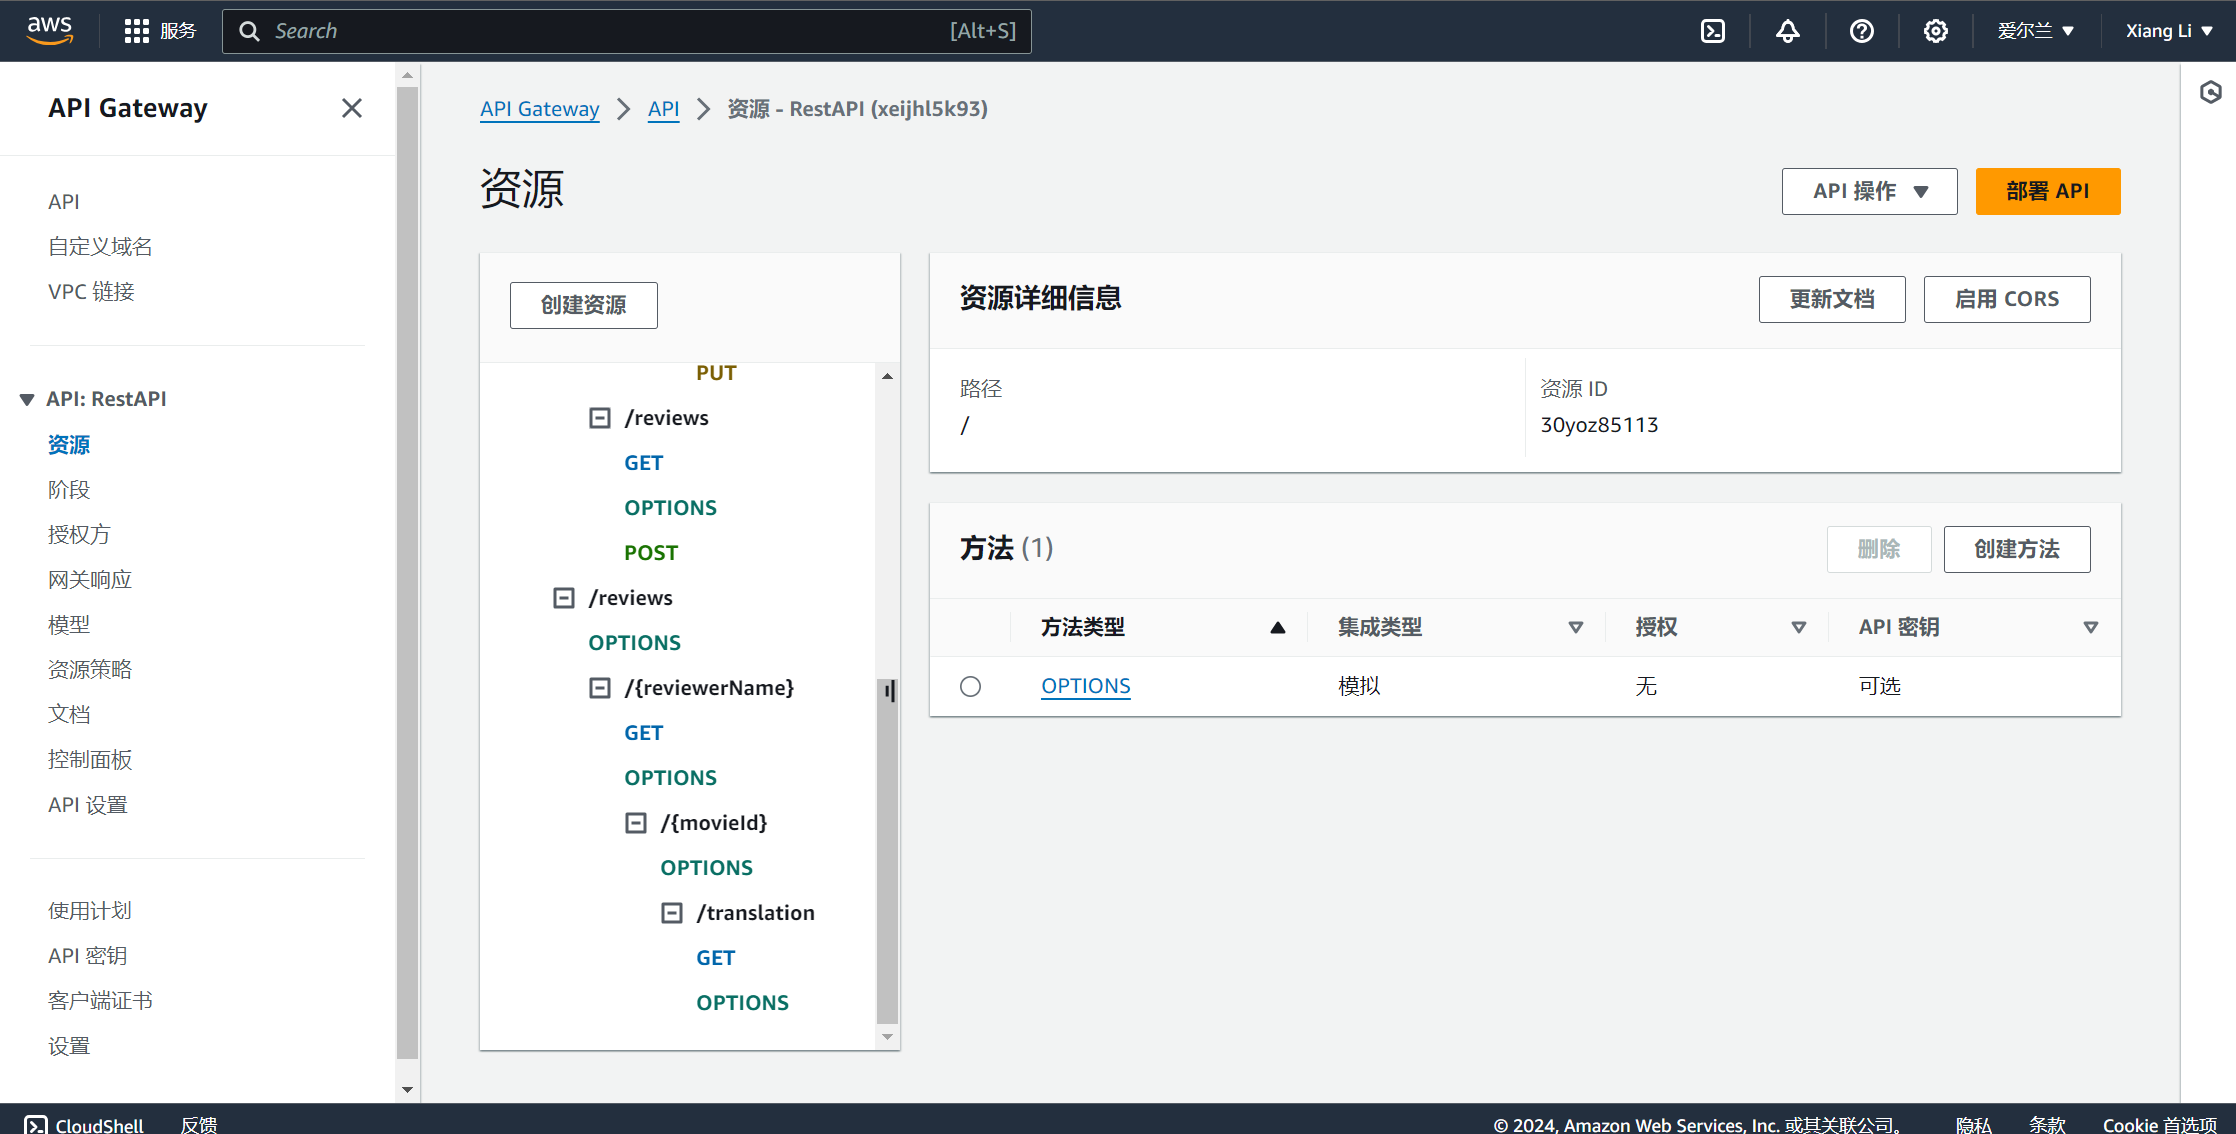 aws
服务
Search
[Alt+S]
爱尔兰
Xiang Li
API Gateway
API
自定义域名
VPC 链接
API: RestAPI
资源
阶段
授权方
网关响应
模型
资源策略
文档
控制面板
API 设置
使用计划
API 密钥
客户端证书
设置
API Gateway > API > 资源 - RestAPI (xeijhl5k93)
资源
API 操作
部署 API
创建资源
PUT
/reviews
GET
OPTIONS
POST
/reviews
OPTIONS
/{reviewerName}
GET
OPTIONS
/{movieId}
OPTIONS
/translation
GET
OPTIONS
资源详细信息
更新文档
启用 CORS
路径
/
资源 ID
30yoz85113
方法 (1)
删除
创建方法
方法类型 集成类型 授权 API 密钥
OPTIONS 模拟 无 可选
CloudShell
反馈
© 2024, Amazon Web Services, Inc. 或其关联公司。
隐私
条款
Cookie 首选项